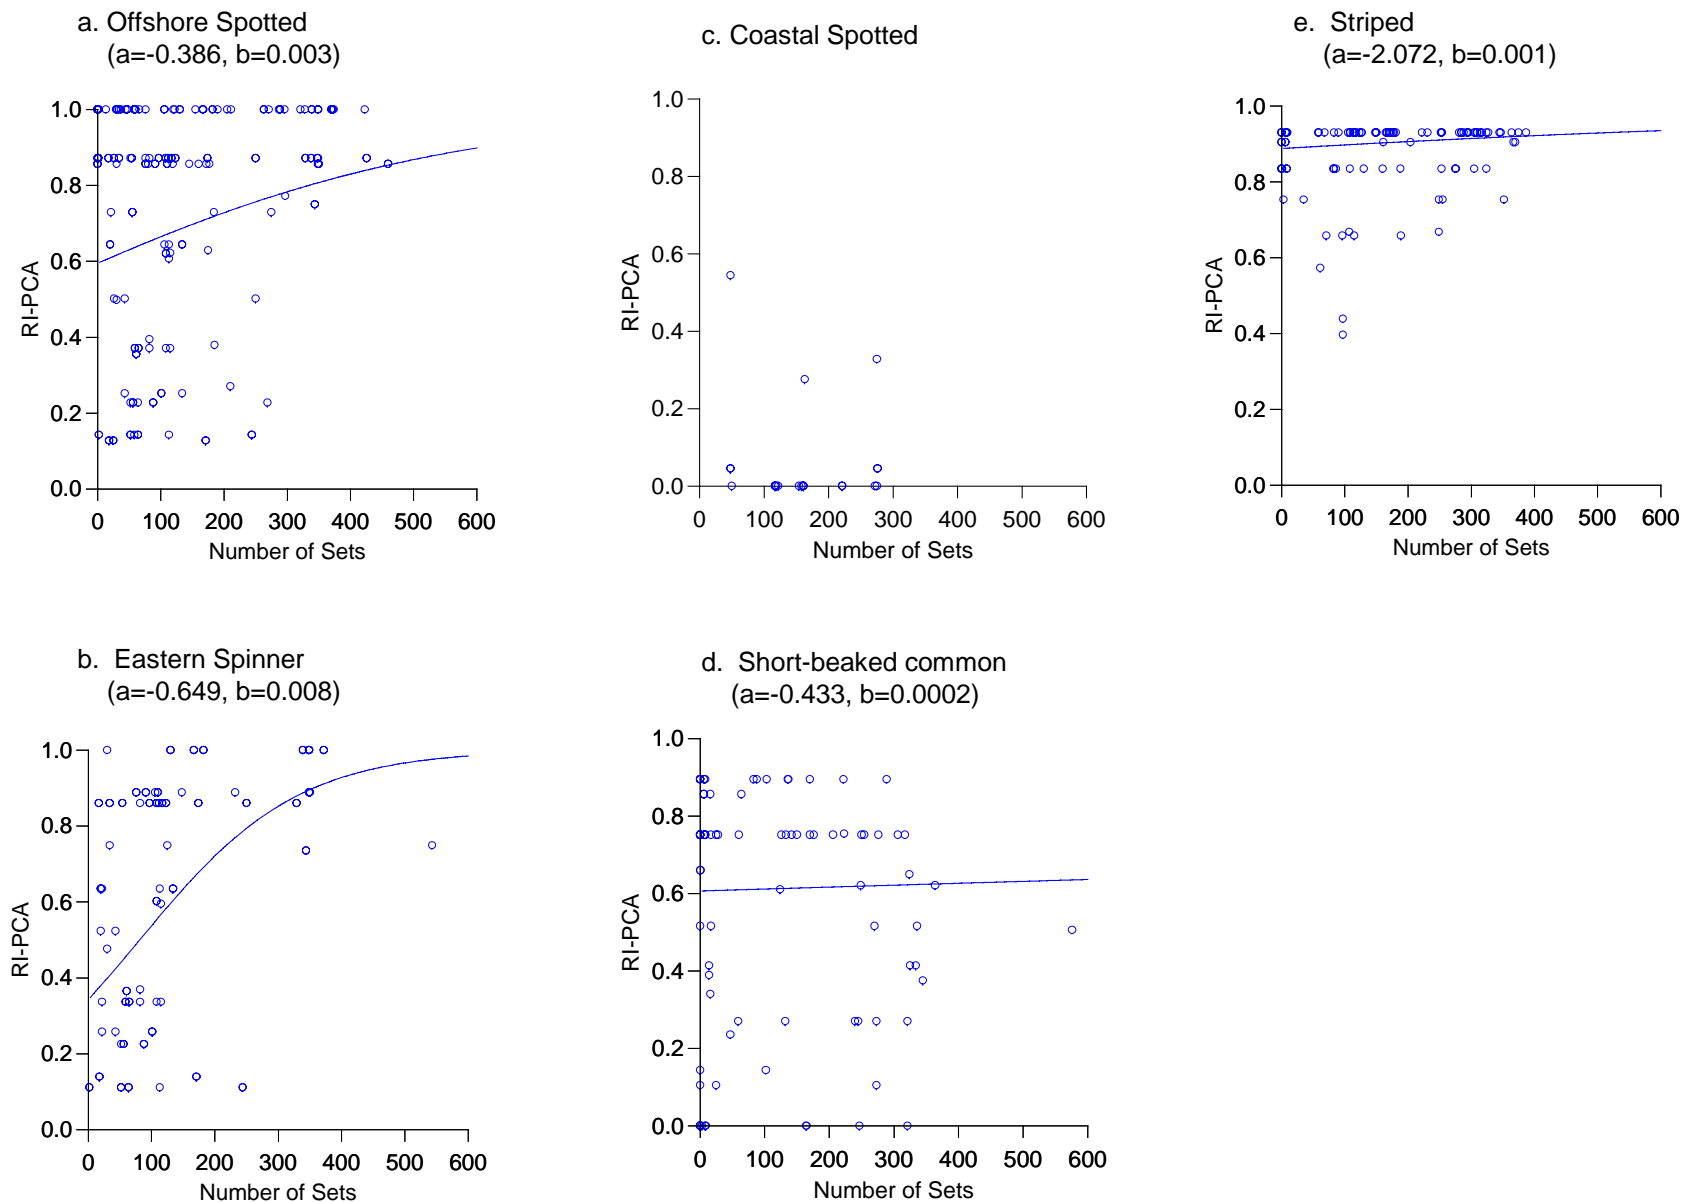 a. Offshore Spotted
(a=-0.386, b=0.003)
1.0
0.8
0.6
0.4
0.2
0.0
RI-PCA
0 100 200 300 400 500 600
Number of Sets
c. Coastal Spotted
1.0
0.8
0.6
0.4
0.2
0.0
RI-PCA
0 100 200 300 400 500 600
Number of Sets
e. Striped
(a=-2.072, b=0.001)
1.0
0.8
0.6
0.4
0.2
0.0
RI-PCA
0 100 200 300 400 500 600
Number of Sets
b. Eastern Spinner
(a=-0.649, b=0.008)
1.0
0.8
0.6
0.4
0.2
0.0
RI-PCA
0 100 200 300 400 500 600
Number of Sets
d. Short-beaked common
(a=-0.433, b=0.0002)
1.0
0.8
0.6
0.4
0.2
0.0
RI-PCA
0 100 200 300 400 500 600
Number of Sets